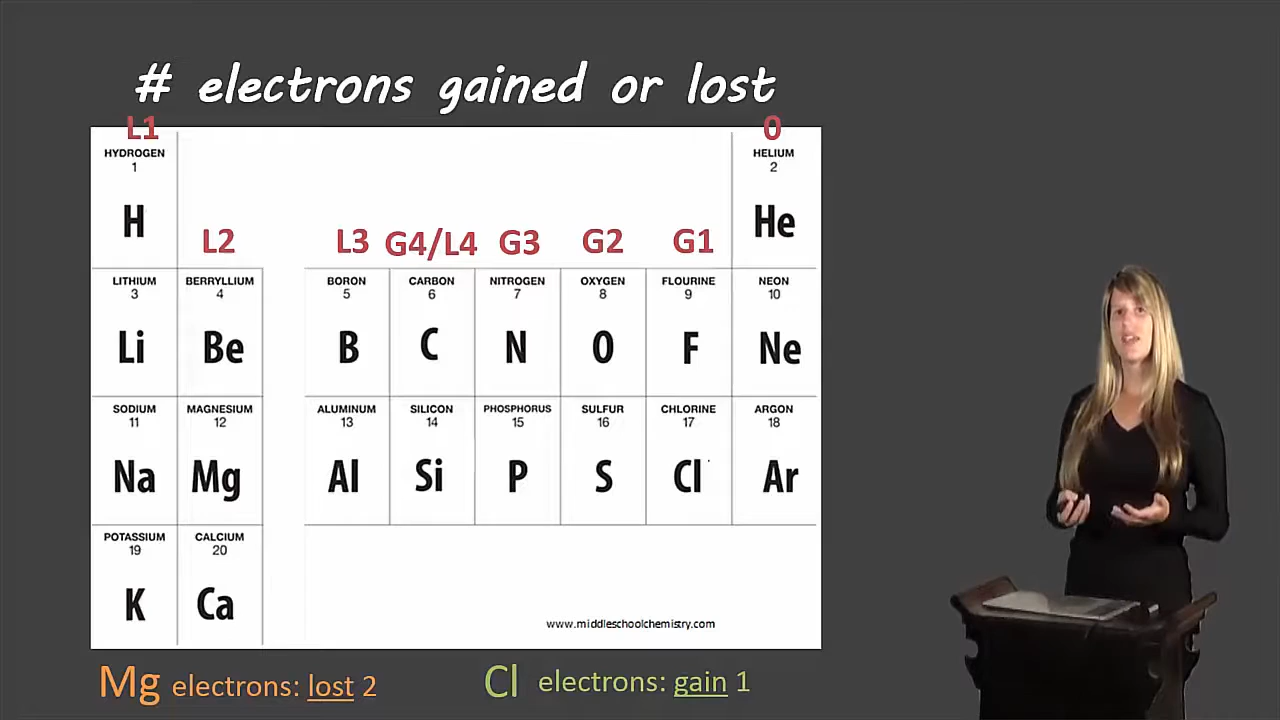 # electrons gained or lost
L1 0
HYDROGEN HELIUM
1 2
H He
L2 L3 G4/L4 G3 G2 G1
LITHIUM BERRYLLIUM BORON CARBON NITROGEN OXYGEN FLOURINE NEON
3 4 5 6 7 8 9 10
Li Be B C N O F Ne
SODIUM MAGNESIUM ALUMINUM SILICON PHOSPHORUS SULFUR CHLORINE ARGON
11 12 13 14 15 16 17 18
Na Mg Al Si P S Cl Ar
POTASSIUM CALCIUM
19 20
K Ca
www.middleschoolchemistry.com
Mg electrons: lost 2 Cl electrons: gain 1